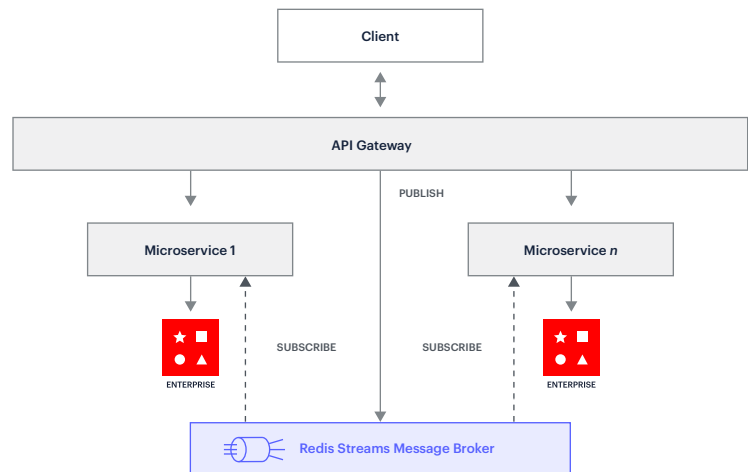 Client
API Gateway
PUBLISH
Microservice 1
Microservice n
SUBSCRIBE
SUBSCRIBE
ENTERPRISE
ENTERPRISE
Redis Streams Message Broker